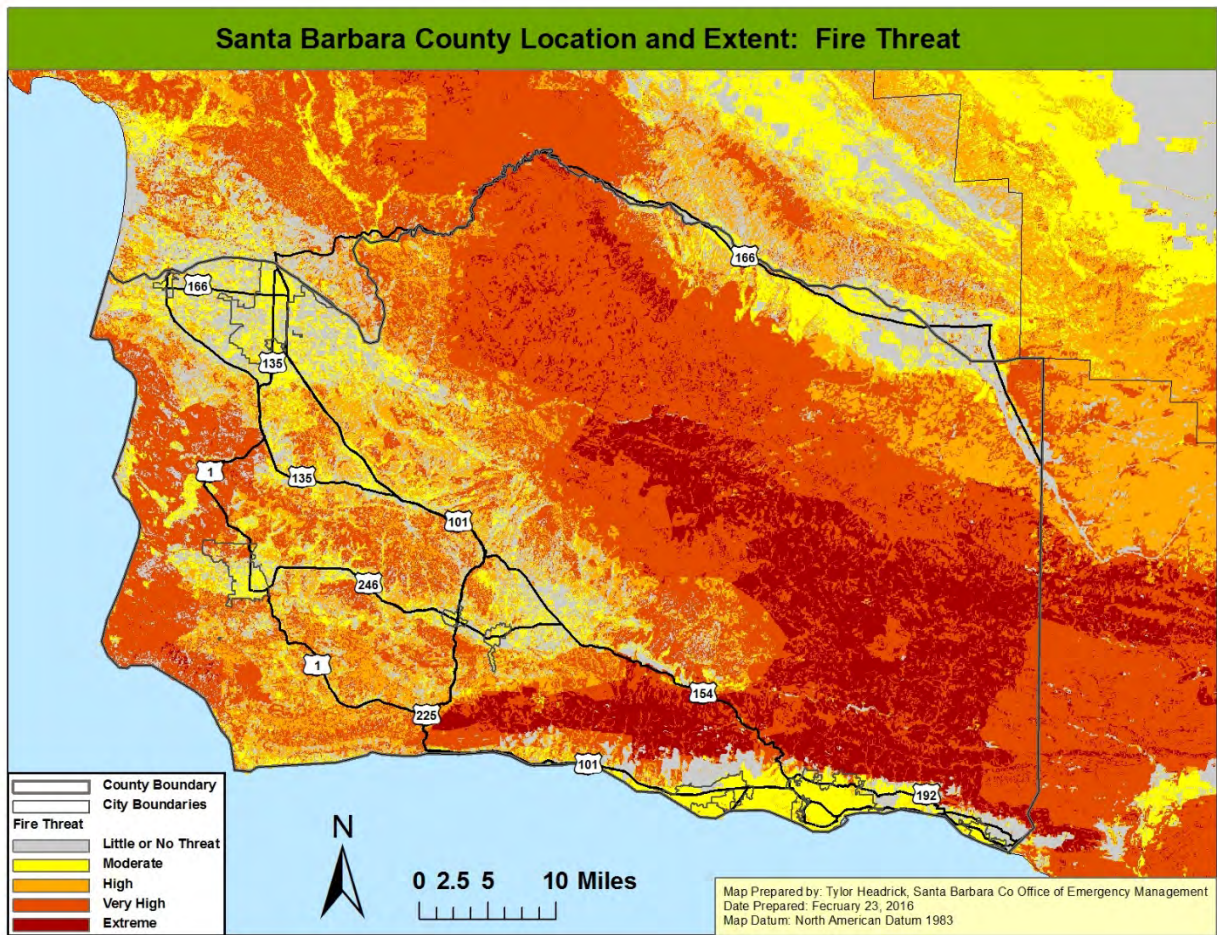 Santa Barbara County Location and Extent:  Fire Threat
166
166
135
1
135
101
246
1
154
225
101
192
County Boundary
City Boundaries
Fire Threat
Little or No Threat
Moderate
High
Very High
Extreme
N
0 2.5 5 10 Miles
Map Prepared by: Tylor Headrick, Santa Barbara Co Office of Emergency Management
Date Prepared: Fecruary 23, 2016
Map Datum: North American Datum 1983